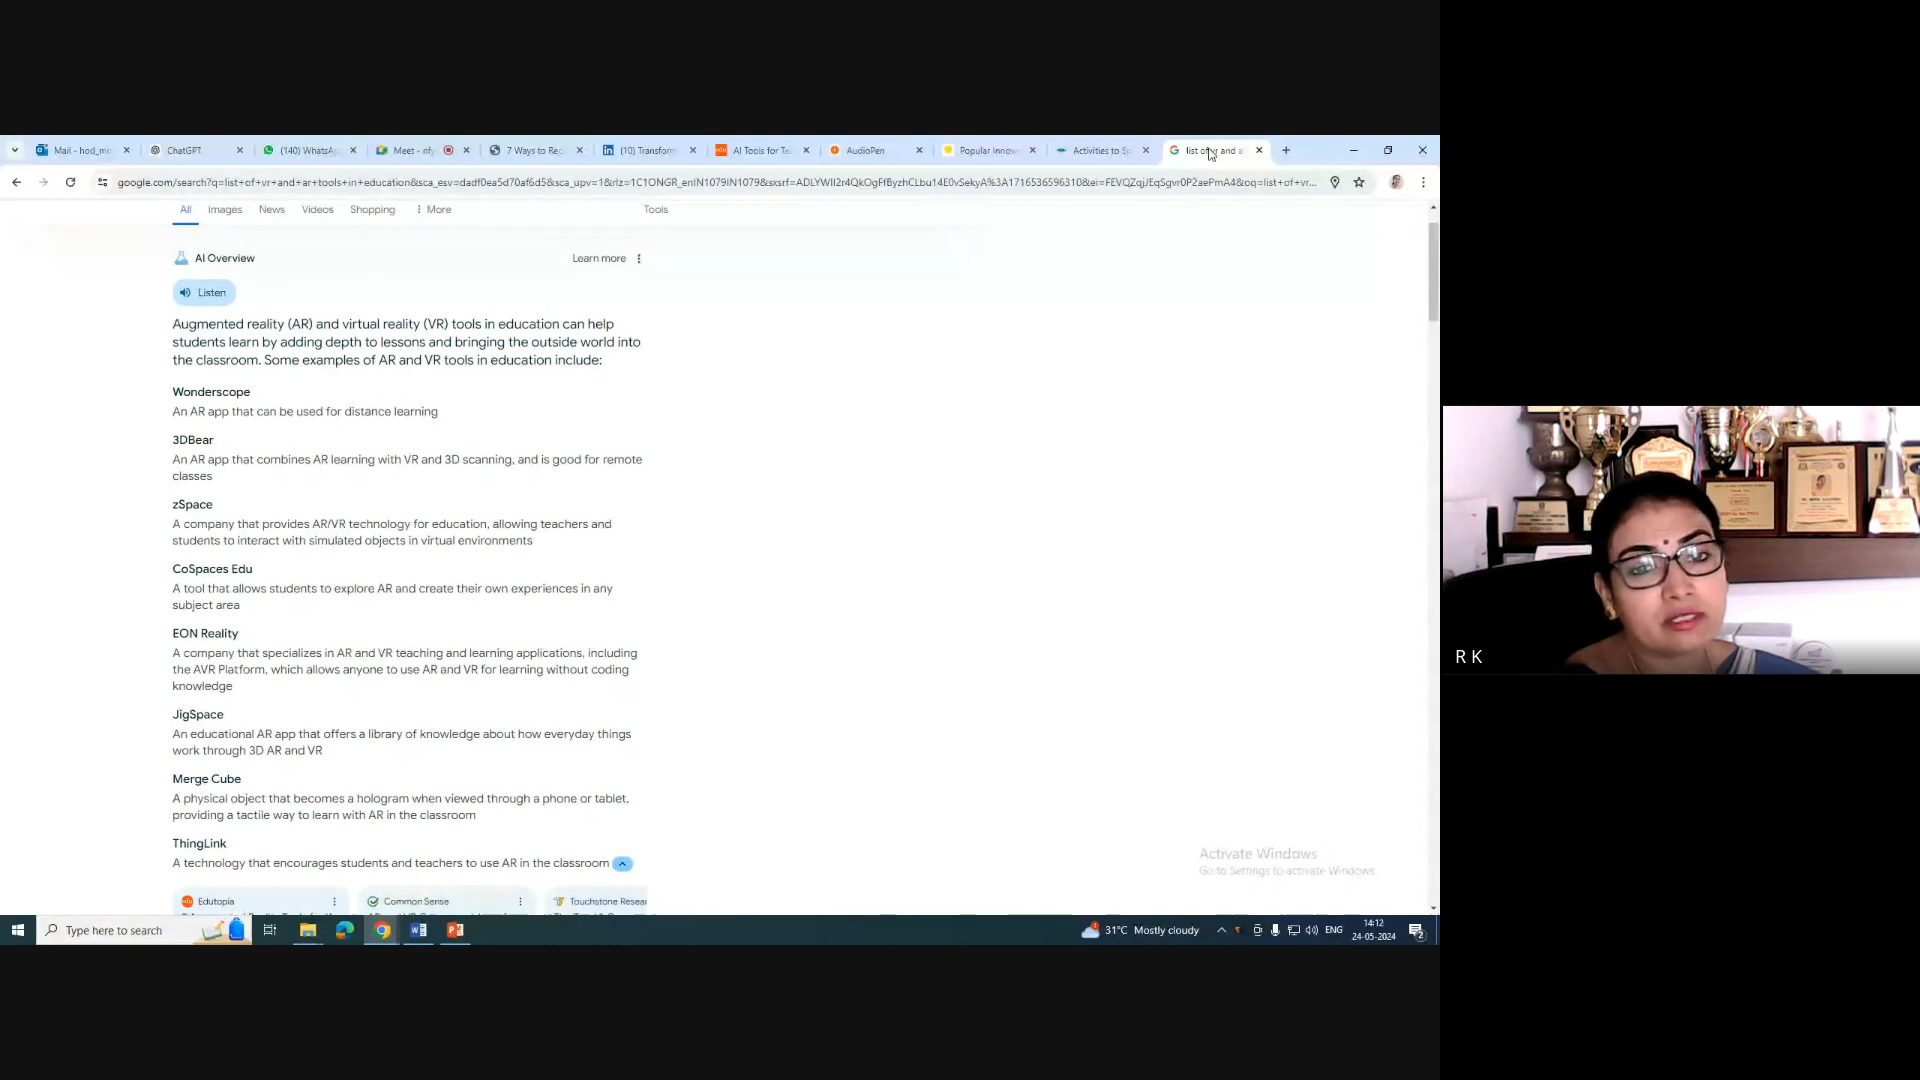 Mail - hod_m
ChatGPT
(140) WhatsA
Meet - nfy
7 Ways to Re
(10) Transform
AI Tools for Te
AudioPen
Popular Innov
Activities to S
list of vr and a
google.com/search?q=list+of+vr+and+ar+tools+in+education&sca_esv=dadf0ea5d70af6d5&sca_upv=1&rlz=1C1ONGR_enIN1079IN1079&sxsrf=ADLYWII2r4QkOgFfByzhCLbu14E0vSekyA%3A1716536596310&ei=FEVQZqjJEqSgvr0P2aePmA4&oq=list+of+vr...
All
Images
News
Videos
Shopping
More
Tools
AI Overview
Learn more
Listen
Augmented reality (AR) and virtual reality (VR) tools in education can help
students learn by adding depth to lessons and bringing the outside world into
the classroom. Some examples of AR and VR tools in education include:
Wonderscope
An AR app that can be used for distance learning
3DBear
An AR app that combines AR learning with VR and 3D scanning, and is good for remote
classes
zSpace
A company that provides AR/VR technology for education, allowing teachers and
students to interact with simulated objects in virtual environments
CoSpaces Edu
A tool that allows students to explore AR and create their own experiences in any
subject area
EON Reality
A company that specializes in AR and VR teaching and learning applications, including
the AVR Platform, which allows anyone to use AR and VR for learning without coding
knowledge
JigSpace
An educational AR app that offers a library of knowledge about how everyday things
work through 3D AR and VR
Merge Cube
A physical object that becomes a hologram when viewed through a phone or tablet,
providing a tactile way to learn with AR in the classroom
ThingLink
A technology that encourages students and teachers to use AR in the classroom
Edutopia
Common Sense
Touchstone Resea
Activate Windows
Go to Settings to activate Windows.
Type here to search
31°C Mostly cloudy
ENG
14:12
24-05-2024
2
R K